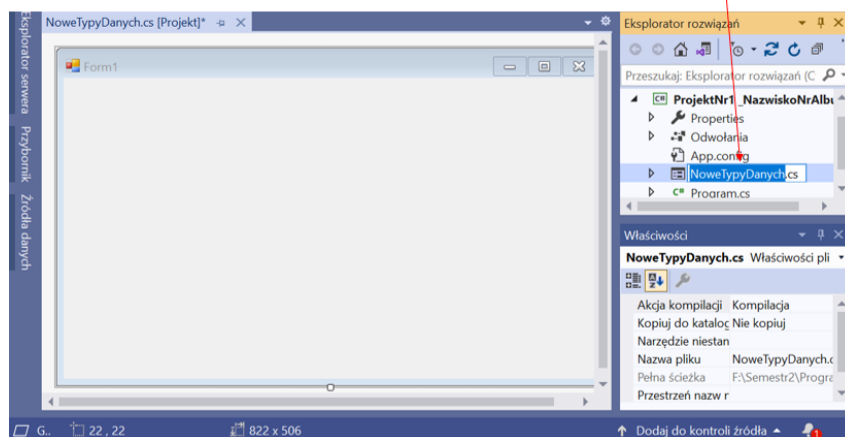 NoweTypyDanych.cs [Projekt]*
Form1
Eksplorator serwera
Przybornik
Źródła danych
Eksplorator rozwiązań
Przeszukaj: Eksplorator rozwiązań (C
ProjektNr1_NazwiskoNrAlbu
Properties
Odwołania
App.config
NoweTypyDanych.cs
C# Program.cs
Właściwości
NoweTypyDanych.cs Właściwości pli
Akcja kompilacji Kompilacja
Kopiuj do katalog Nie kopiuj
Narzędzie niestan
Nazwa pliku NoweTypyDanych.c
Pełna ścieżka F:\Semestr2\Progra
Przestrzeń nazw r
G.. 22 , 22 822 x 506 Dodaj do kontroli źródła 1